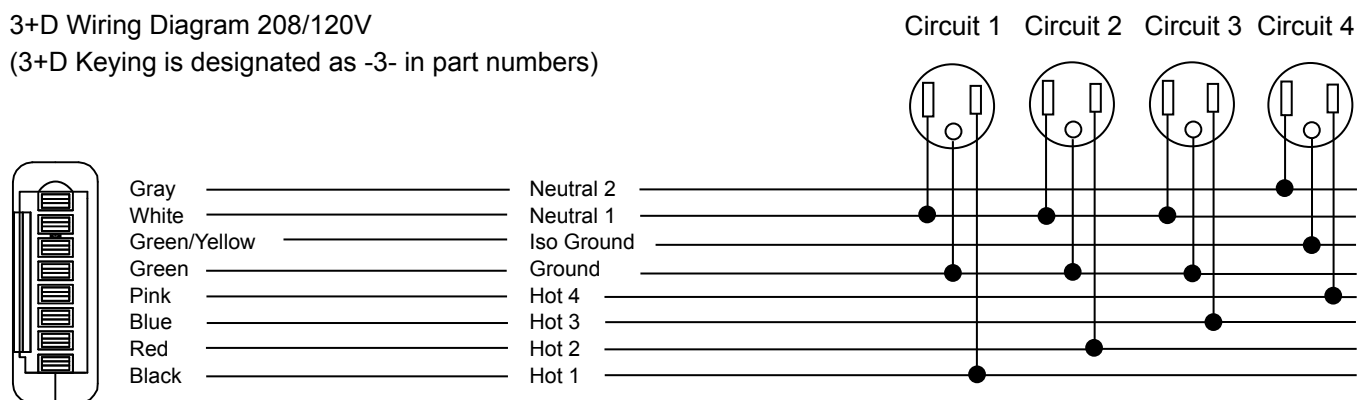 3+D Wiring Diagram 208/120V
(3+D Keying is designated as -3- in part numbers)
Circuit 1 Circuit 2 Circuit 3 Circuit 4
Gray Neutral 2
White Neutral 1
Green/Yellow Iso Ground
Green Ground
Pink Hot 4
Blue Hot 3
Red Hot 2
Black Hot 1